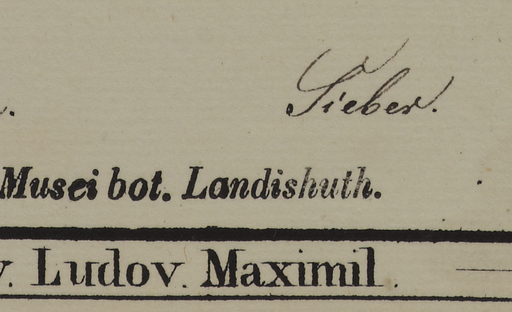 Sieber.
Musei bot. Landishuth.
v. Ludov. Maximil.